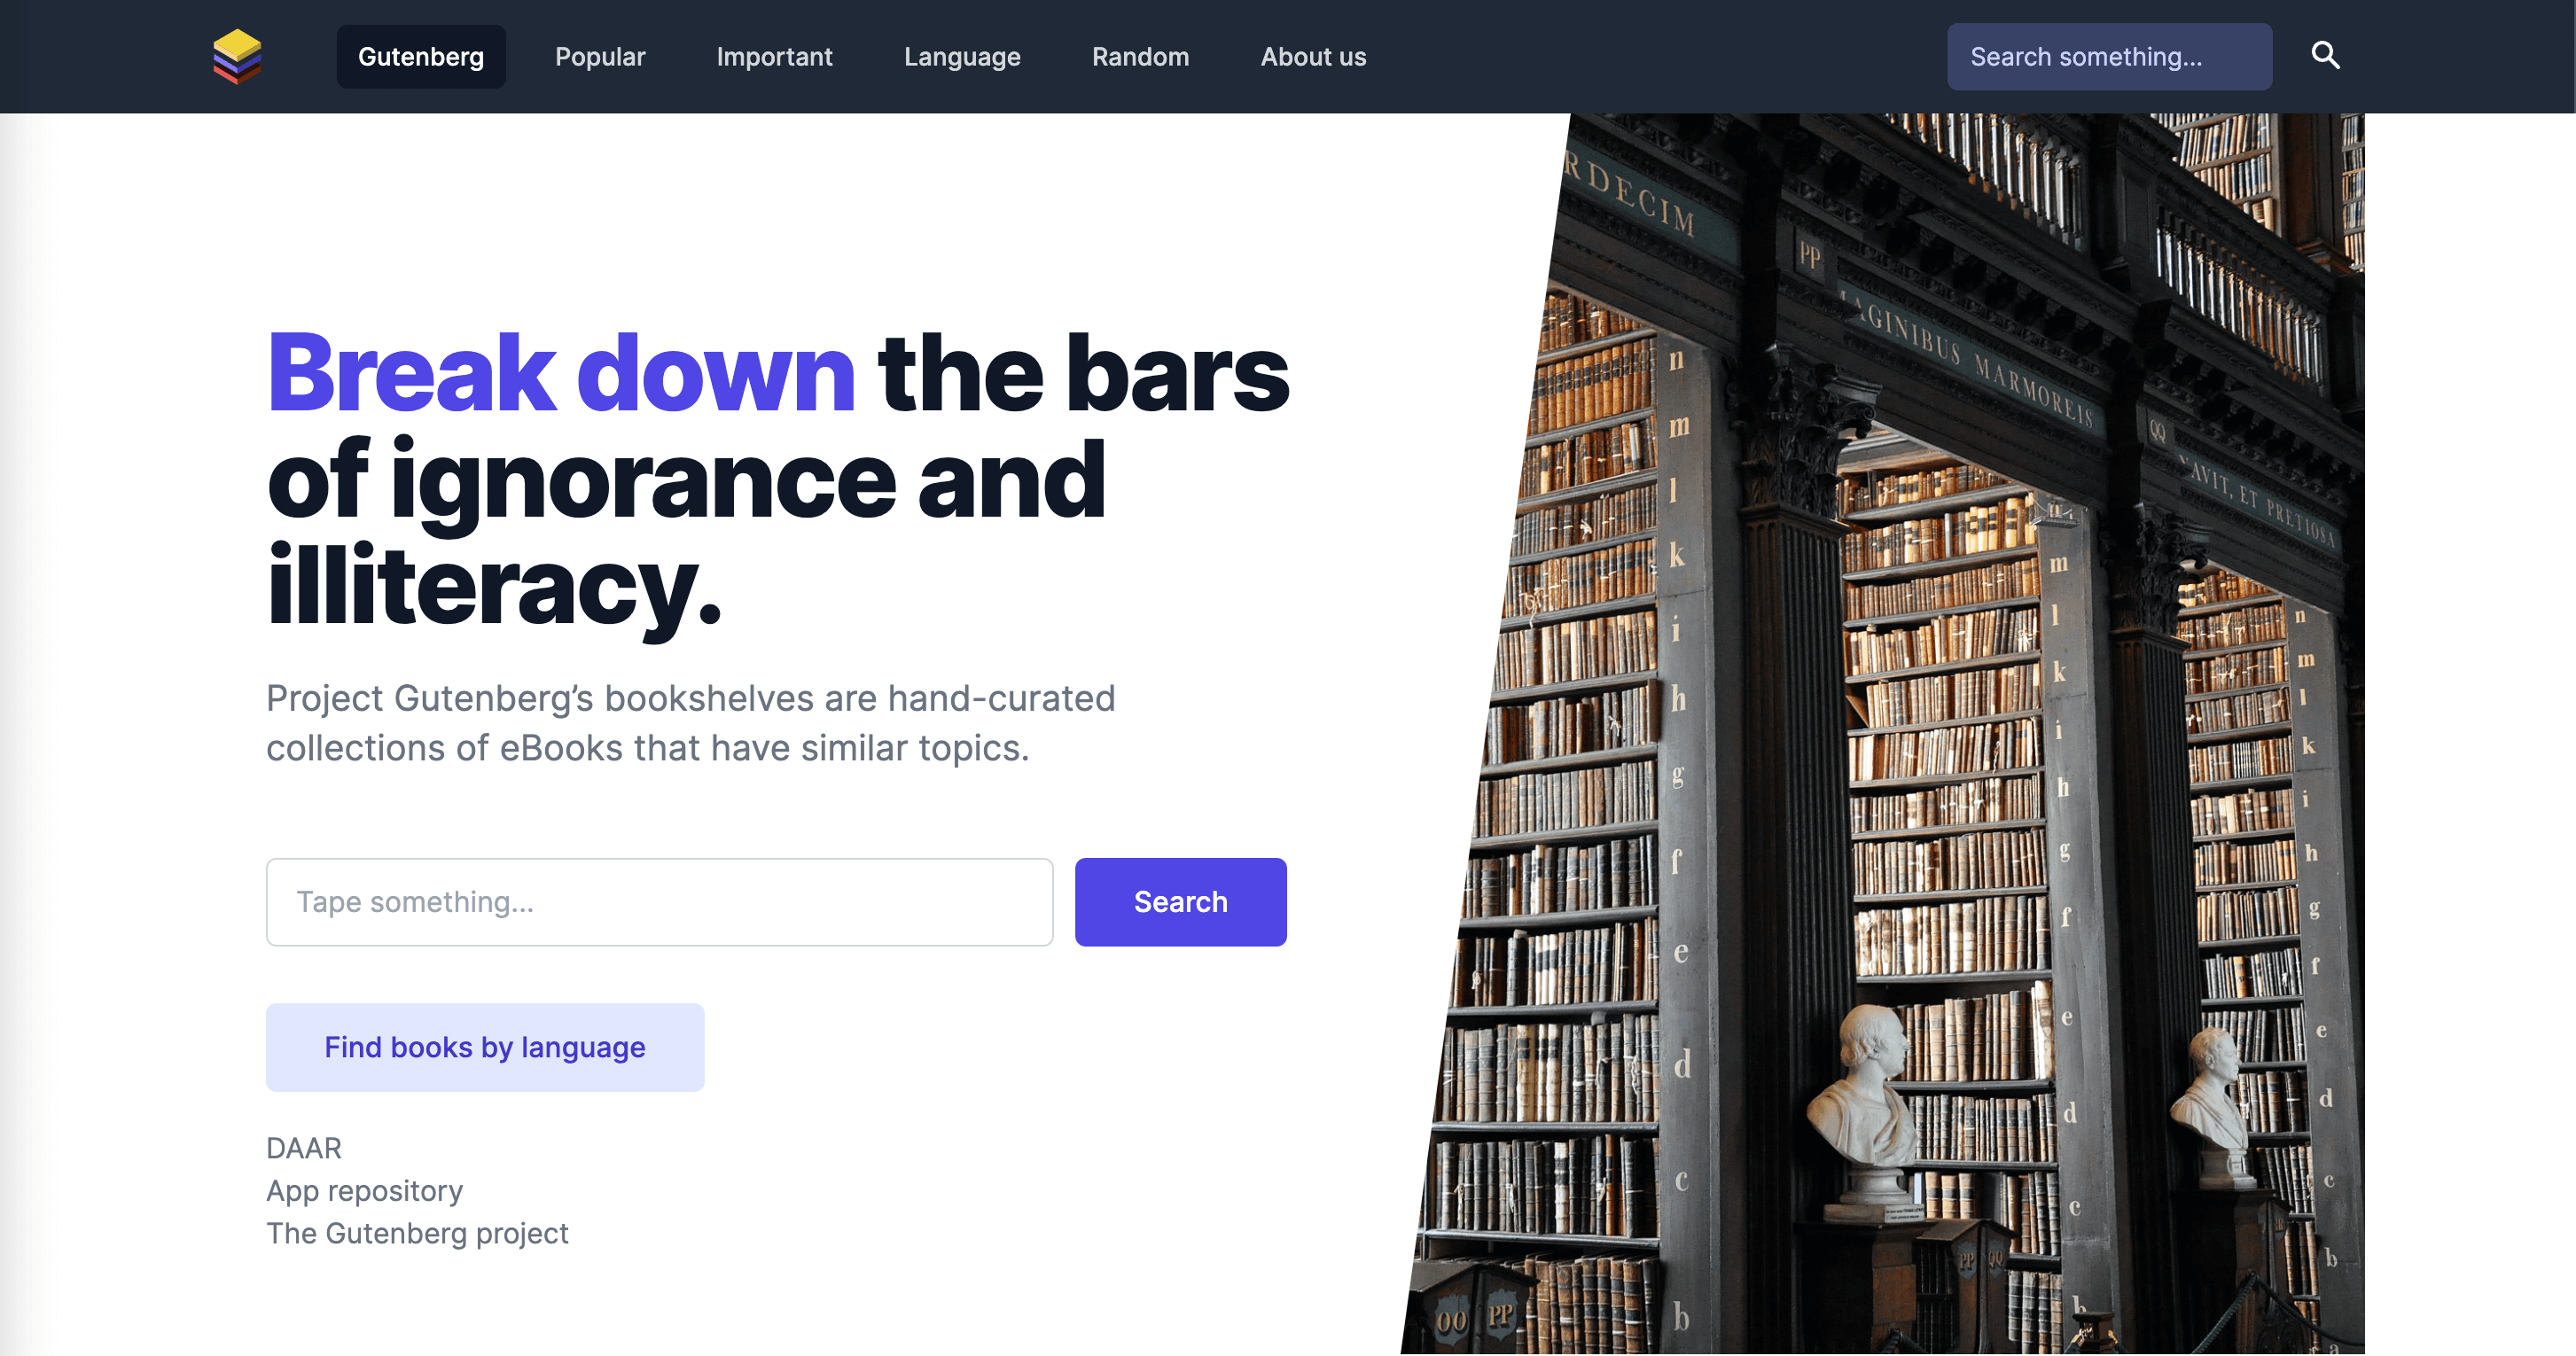 Gutenberg Popular Important Language Random About us Search something...
Break down the bars
of ignorance and
illiteracy.
Project Gutenberg’s bookshelves are hand-curated
collections of eBooks that have similar topics.
Tape something...
Search
Find books by language
DAAR
App repository
The Gutenberg project
RDECIM
PP
AGINIBUS MARMOREIS
QQ
NAVIT, ET PRETIOSA
n
m
l
k
i
h
g
f
e
d
c
b
m
l
k
i
h
g
f
e
d
c
b
n
m
l
k
i
h
g
f
e
d
c
b
a
OO PP
PP QQ